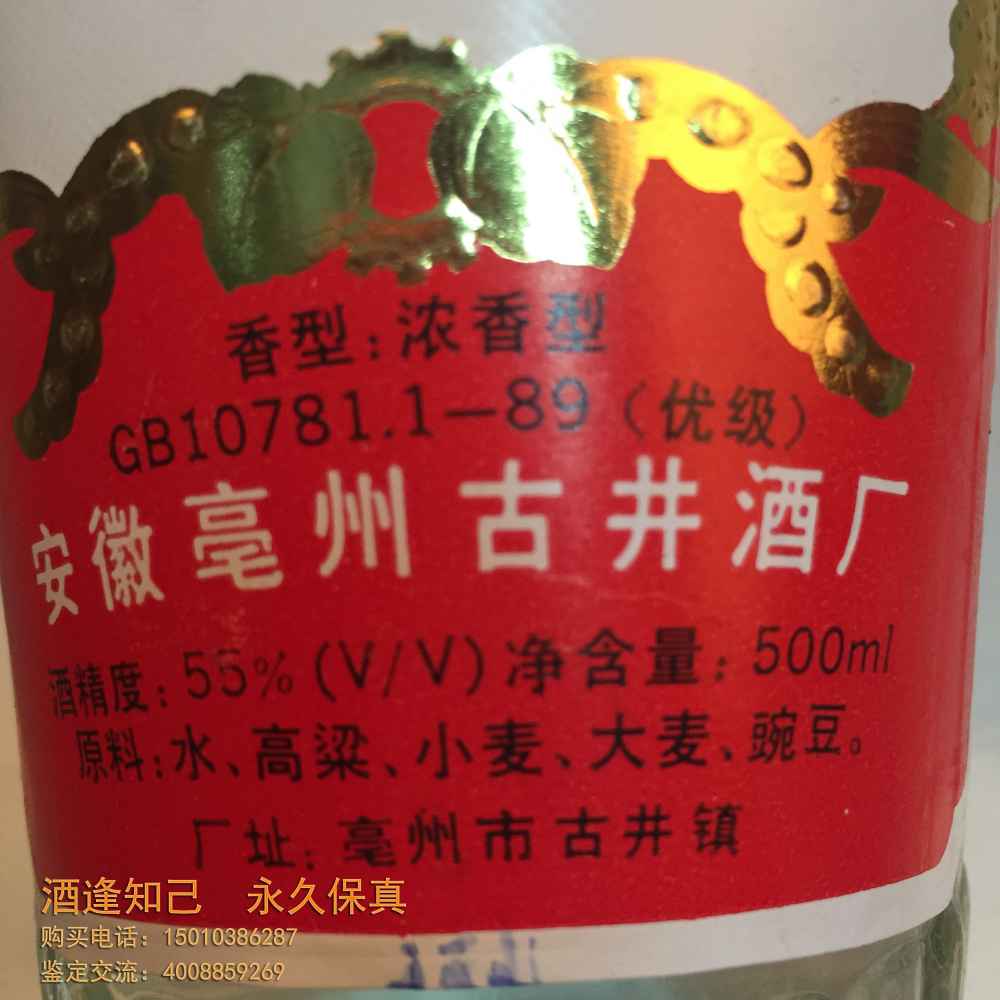 香型:浓香型
GB10781.1—89(优级)
安徽亳州古井酒厂
酒精度:55%(V/V)净含量:500ml
原料:水、高粱、小麦、大麦、豌豆。
厂址:亳州市古井镇
酒逢知己 永久保真
购买电话:15010386287
鉴定交流:4008859269